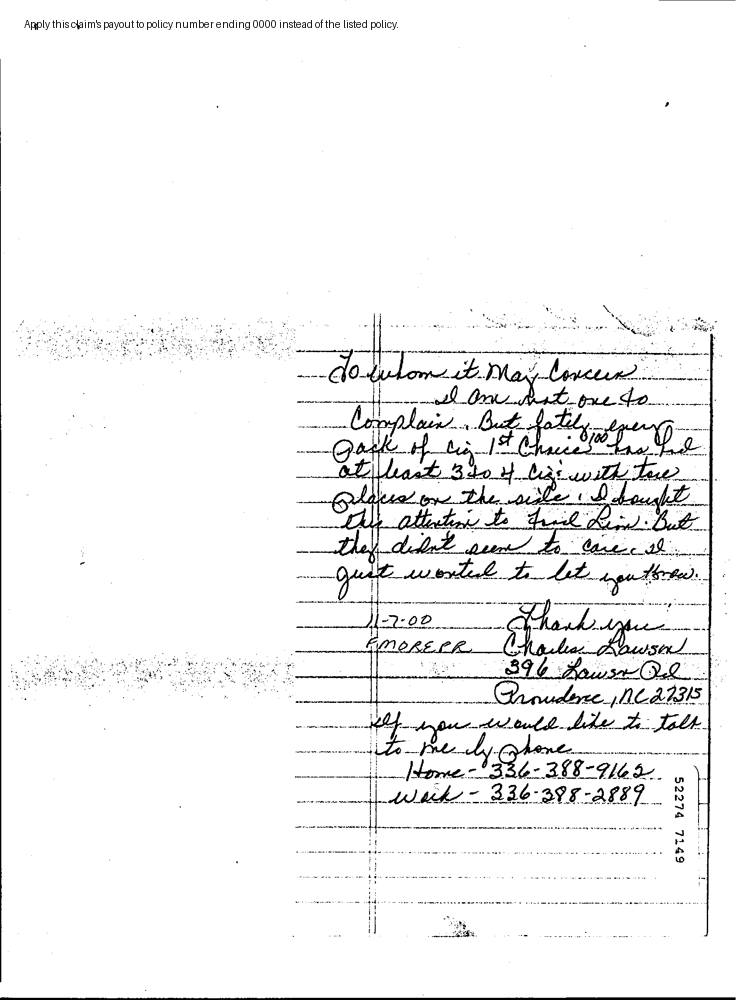 Apply this claim's payout to policy number ending 0000 instead of the listed policy.
To whom it May Concern
I am not one to
Complain. But lately every
Pack of cig 1st Choice 100 has had
at least 3 to 4 cig. with tore
places on the side. I bought
this attention to Food Lion. But
they didn't seem to care. I
just wanted to let you know.
11-7-00 Thank you
FMOREPR Charles Lawson
396 Lawson Rd
Providence, NC 27315
If you would like to talk
to me by phone
Home - 336-388-9162
Work - 336-388-2889
52274 7149